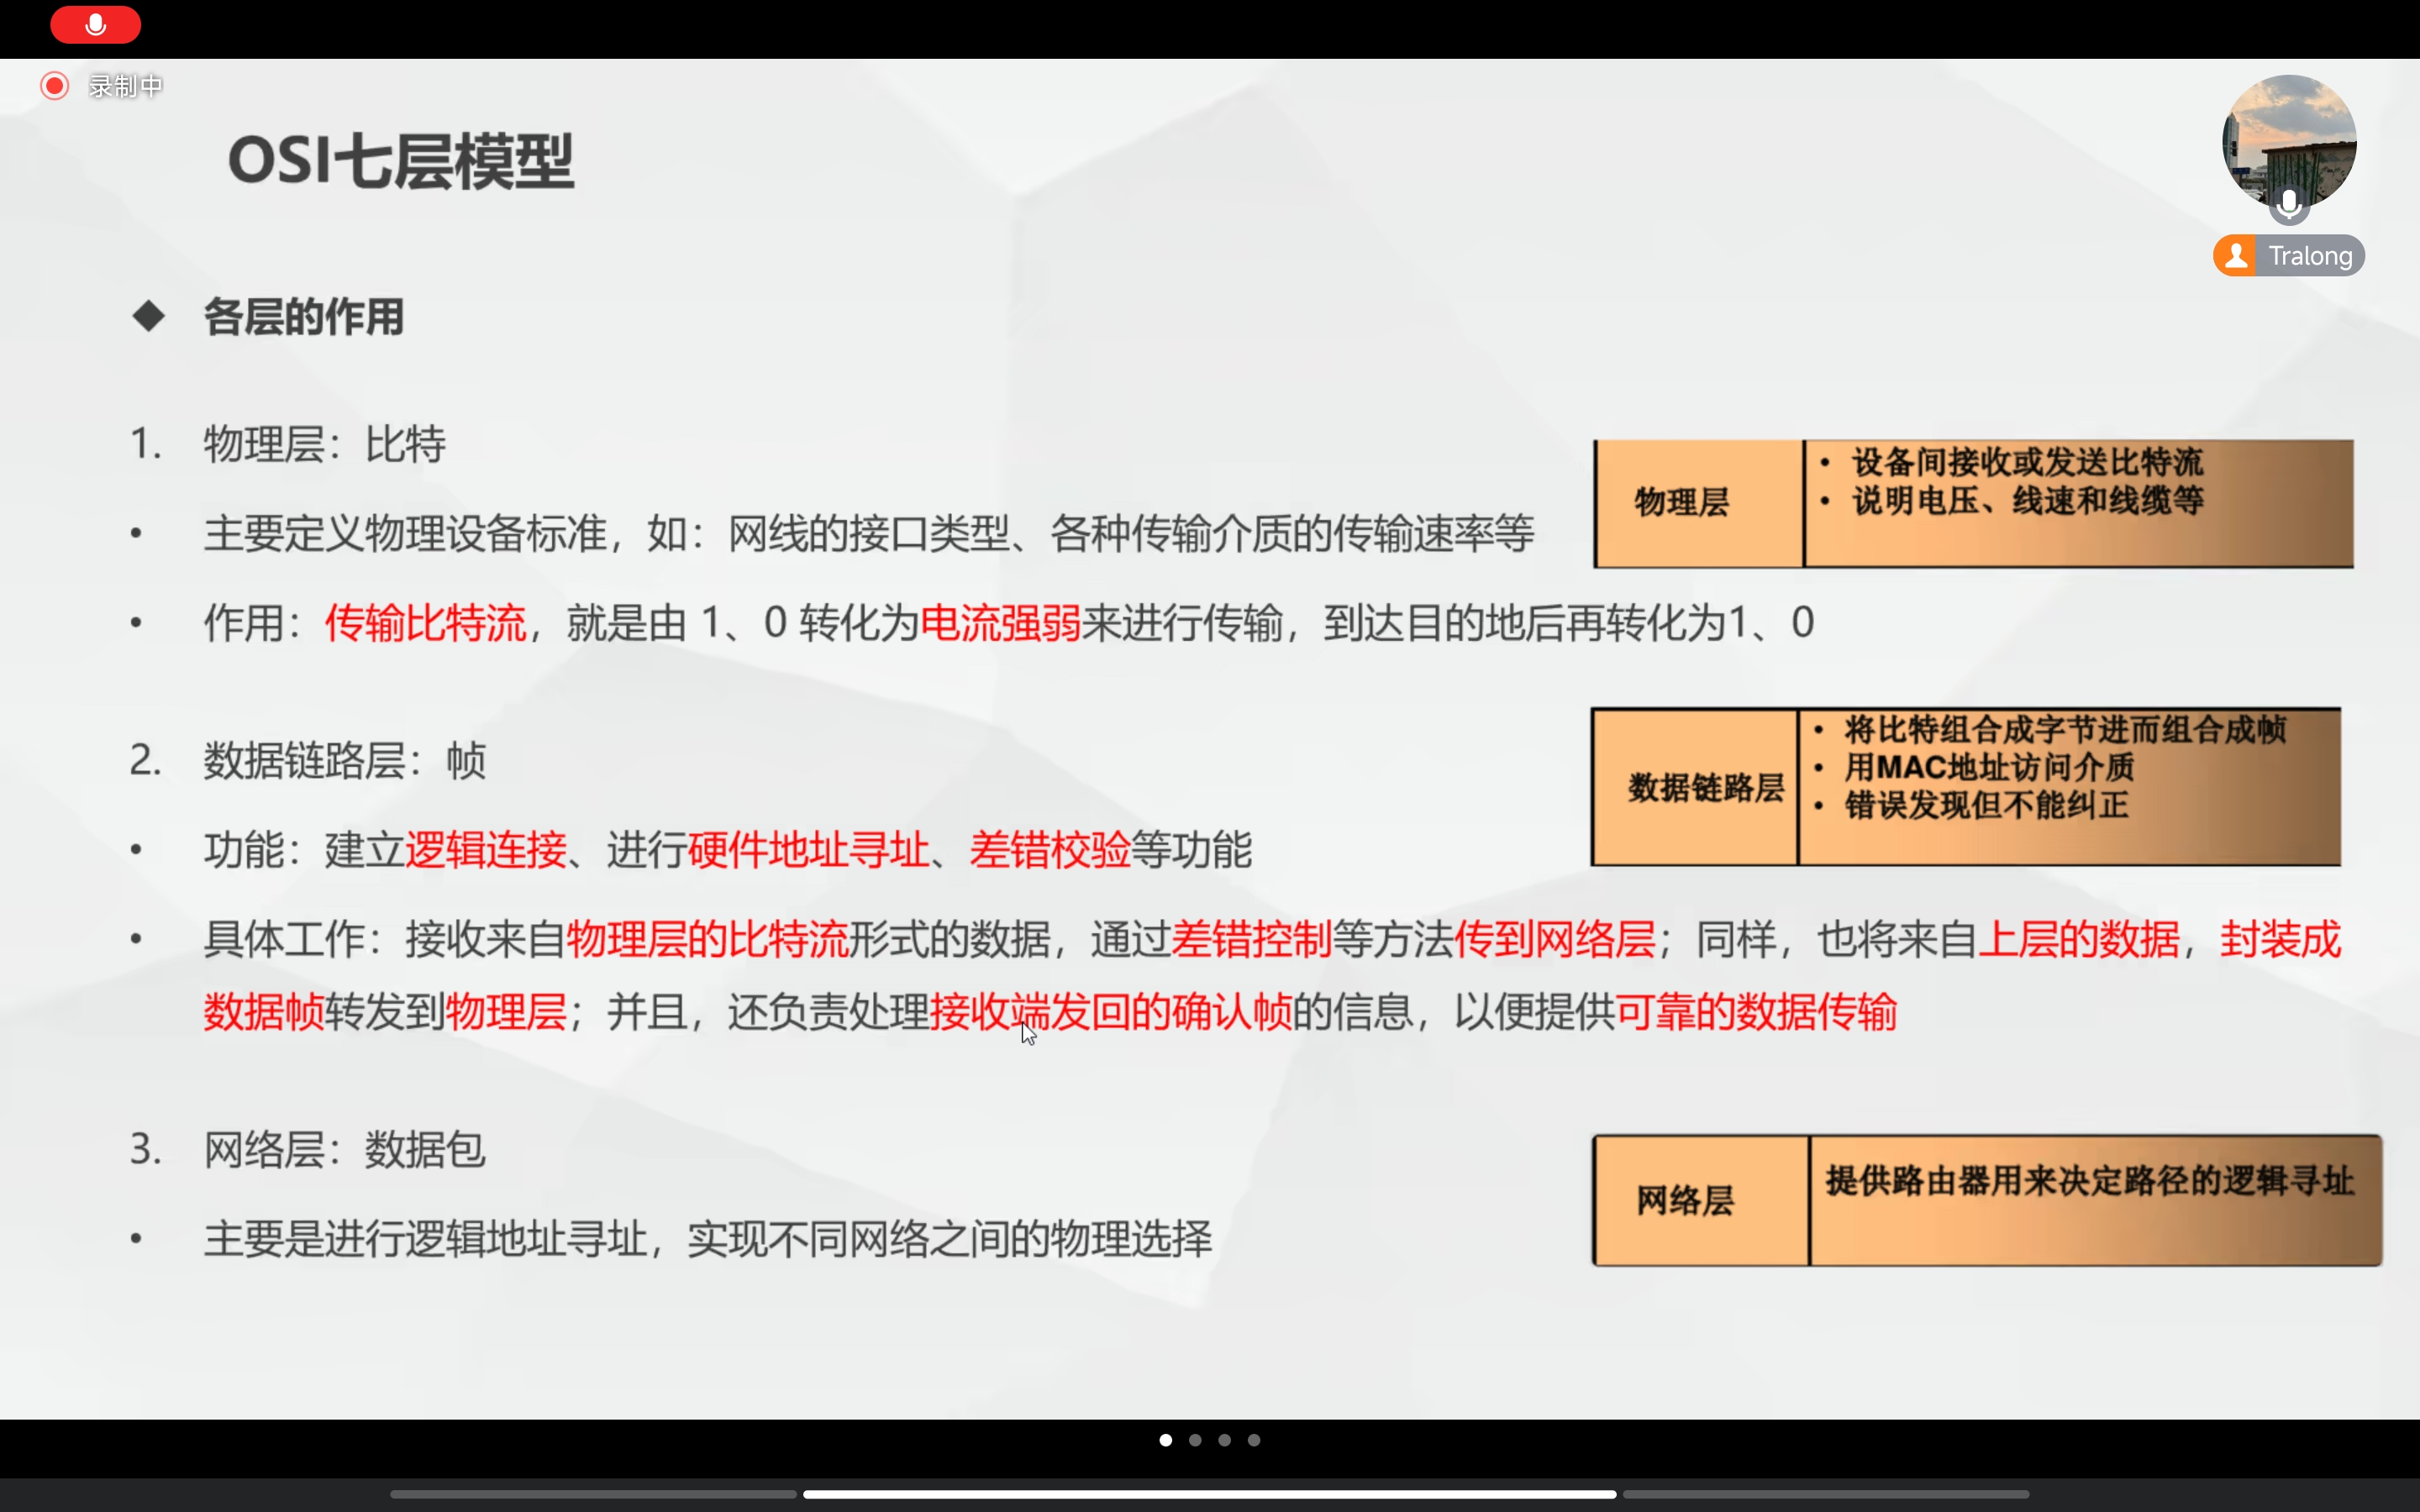 录制中
OSI七层模型
Tralong
◆ 各层的作用
1. 物理层：比特
• 主要定义物理设备标准，如：网线的接口类型、各种传输介质的传输速率等
• 作用：传输比特流，就是由 1、0 转化为电流强弱来进行传输，到达目的地后再转化为1、0
物理层
• 设备间接收或发送比特流
• 说明电压、线速和线缆等
2. 数据链路层：帧
• 功能：建立逻辑连接、进行硬件地址寻址、差错校验等功能
• 具体工作：接收来自物理层的比特流形式的数据，通过差错控制等方法传到网络层；同样，也将来自上层的数据，封装成
数据帧转发到物理层；并且，还负责处理接收端发回的确认帧的信息，以便提供可靠的数据传输
数据链路层
• 将比特组合成字节进而组合成帧
• 用MAC地址访问介质
• 错误发现但不能纠正
3. 网络层：数据包
• 主要是进行逻辑地址寻址，实现不同网络之间的物理选择
网络层
提供路由器用来决定路径的逻辑寻址